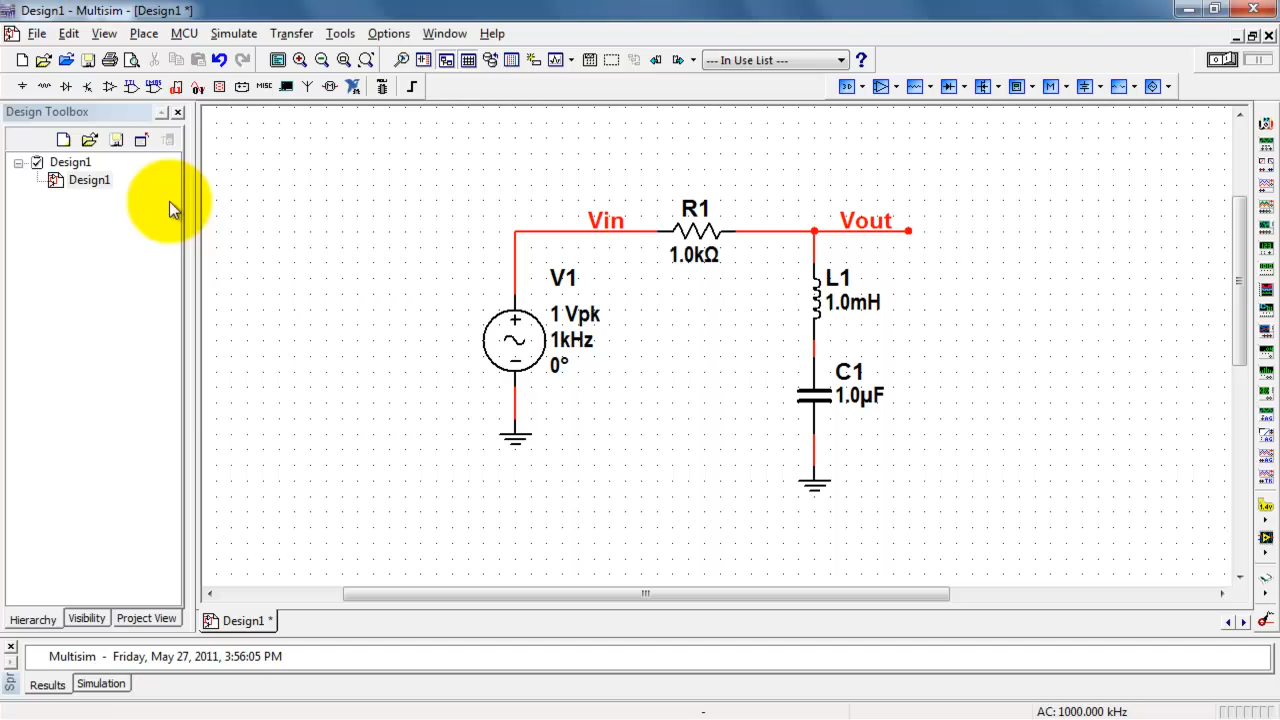 Design1 - Multisim - [Design1 *]
File Edit View Place MCU Simulate Transfer Tools Options Window Help
--- In Use List ---
Design Toolbox
Design1
Design1
Vin
R1
1.0kΩ
Vout
V1
1 Vpk
1kHz
0°
L1
1.0mH
C1
1.0µF
Hierarchy Visibility Project View
Design1 *
Multisim - Friday, May 27, 2011, 3:56:05 PM
Spr
Results Simulation
- AC: 1000.000 kHz